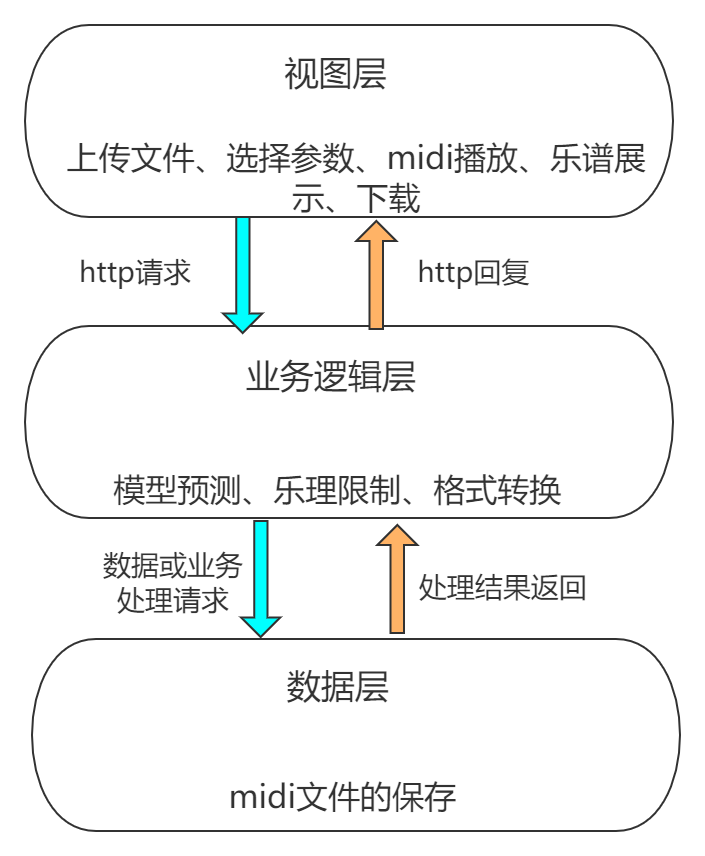 视图层
上传文件、选择参数、midi播放、乐谱展
示、下载
http请求
http回复
业务逻辑层
模型预测、乐理限制、格式转换
数据或业务
处理请求
处理结果返回
数据层
midi文件的保存